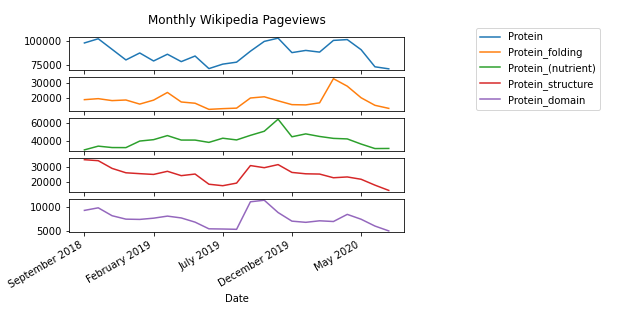 Monthly Wikipedia Pageviews
Protein
Protein_folding
Protein_(nutrient)
Protein_structure
Protein_domain
100000
75000
30000
20000
60000
40000
30000
20000
10000
5000
September 2018
February 2019
July 2019
December 2019
May 2020
Date